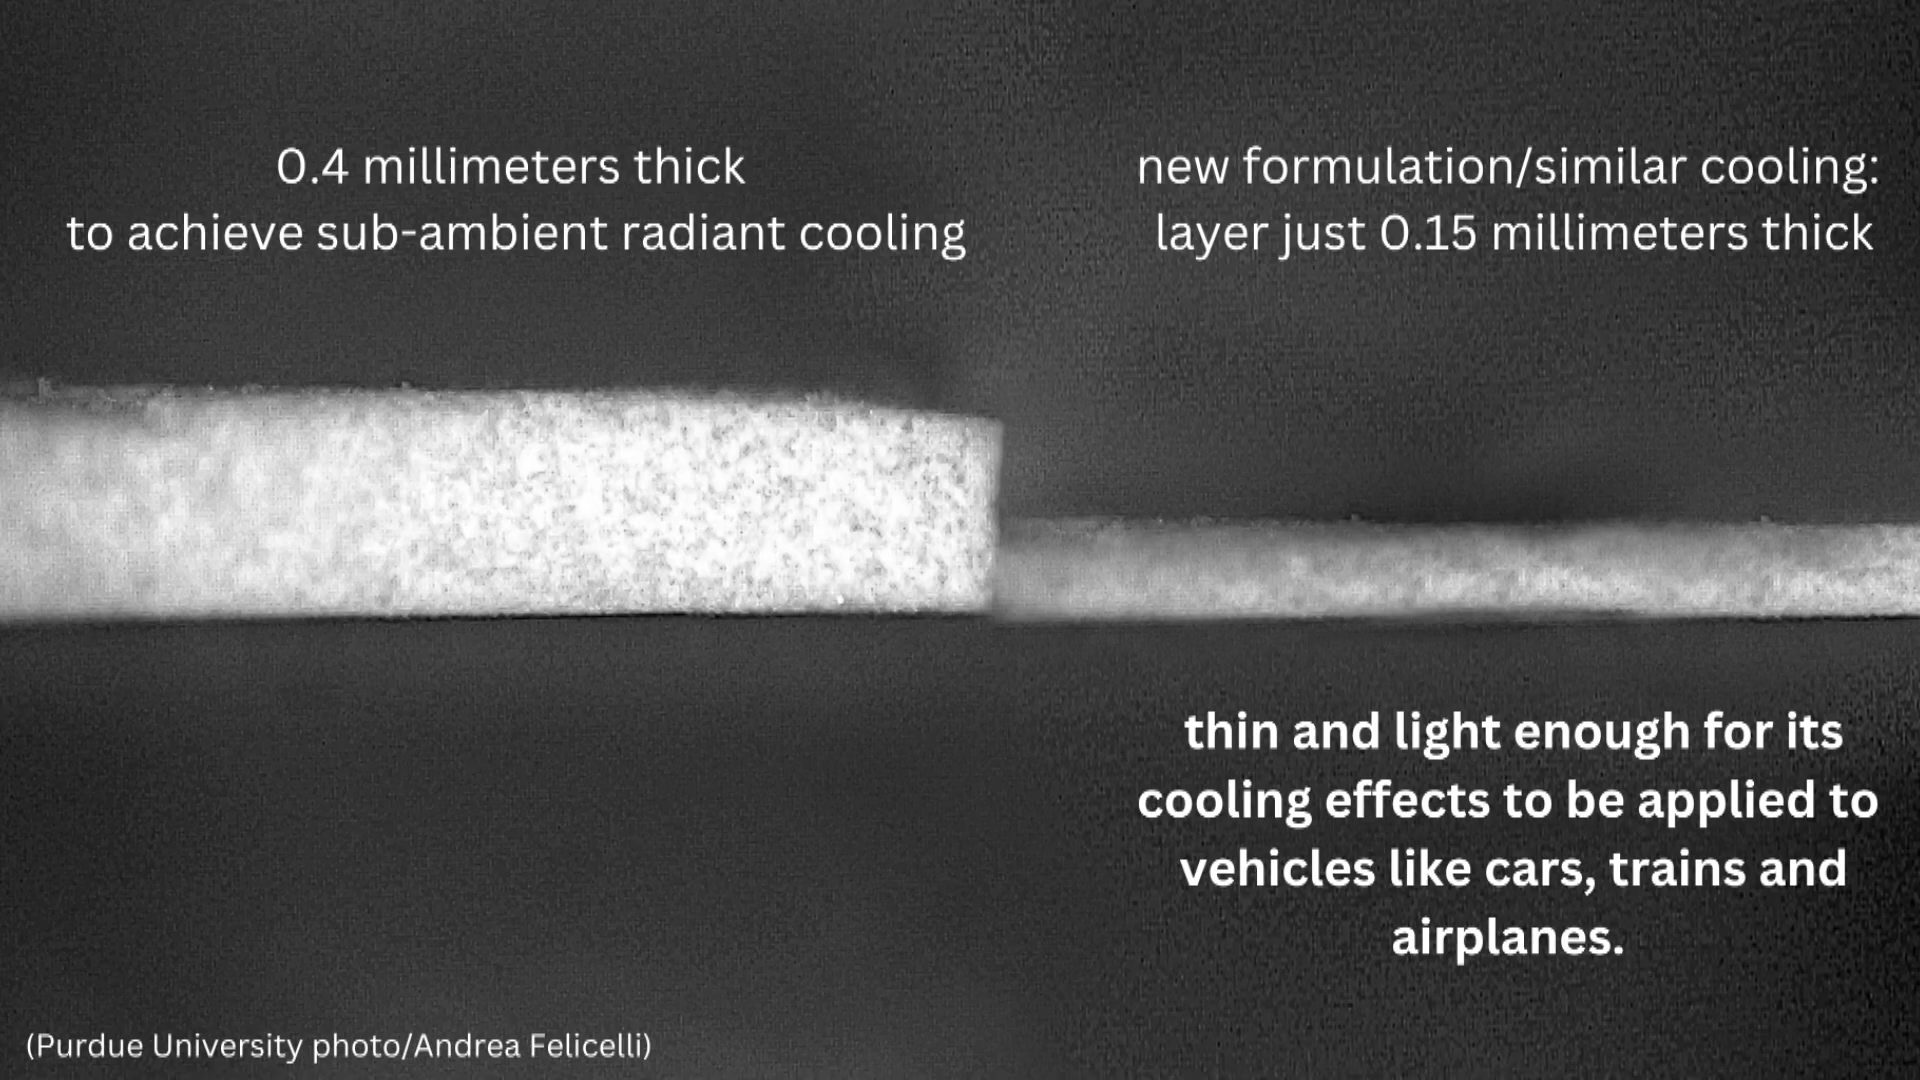 0.4 millimeters thick
to achieve sub-ambient radiant cooling
new formulation/similar cooling:
layer just 0.15 millimeters thick
thin and light enough for its
cooling effects to be applied to
vehicles like cars, trains and
airplanes.
(Purdue University photo/Andrea Felicelli)